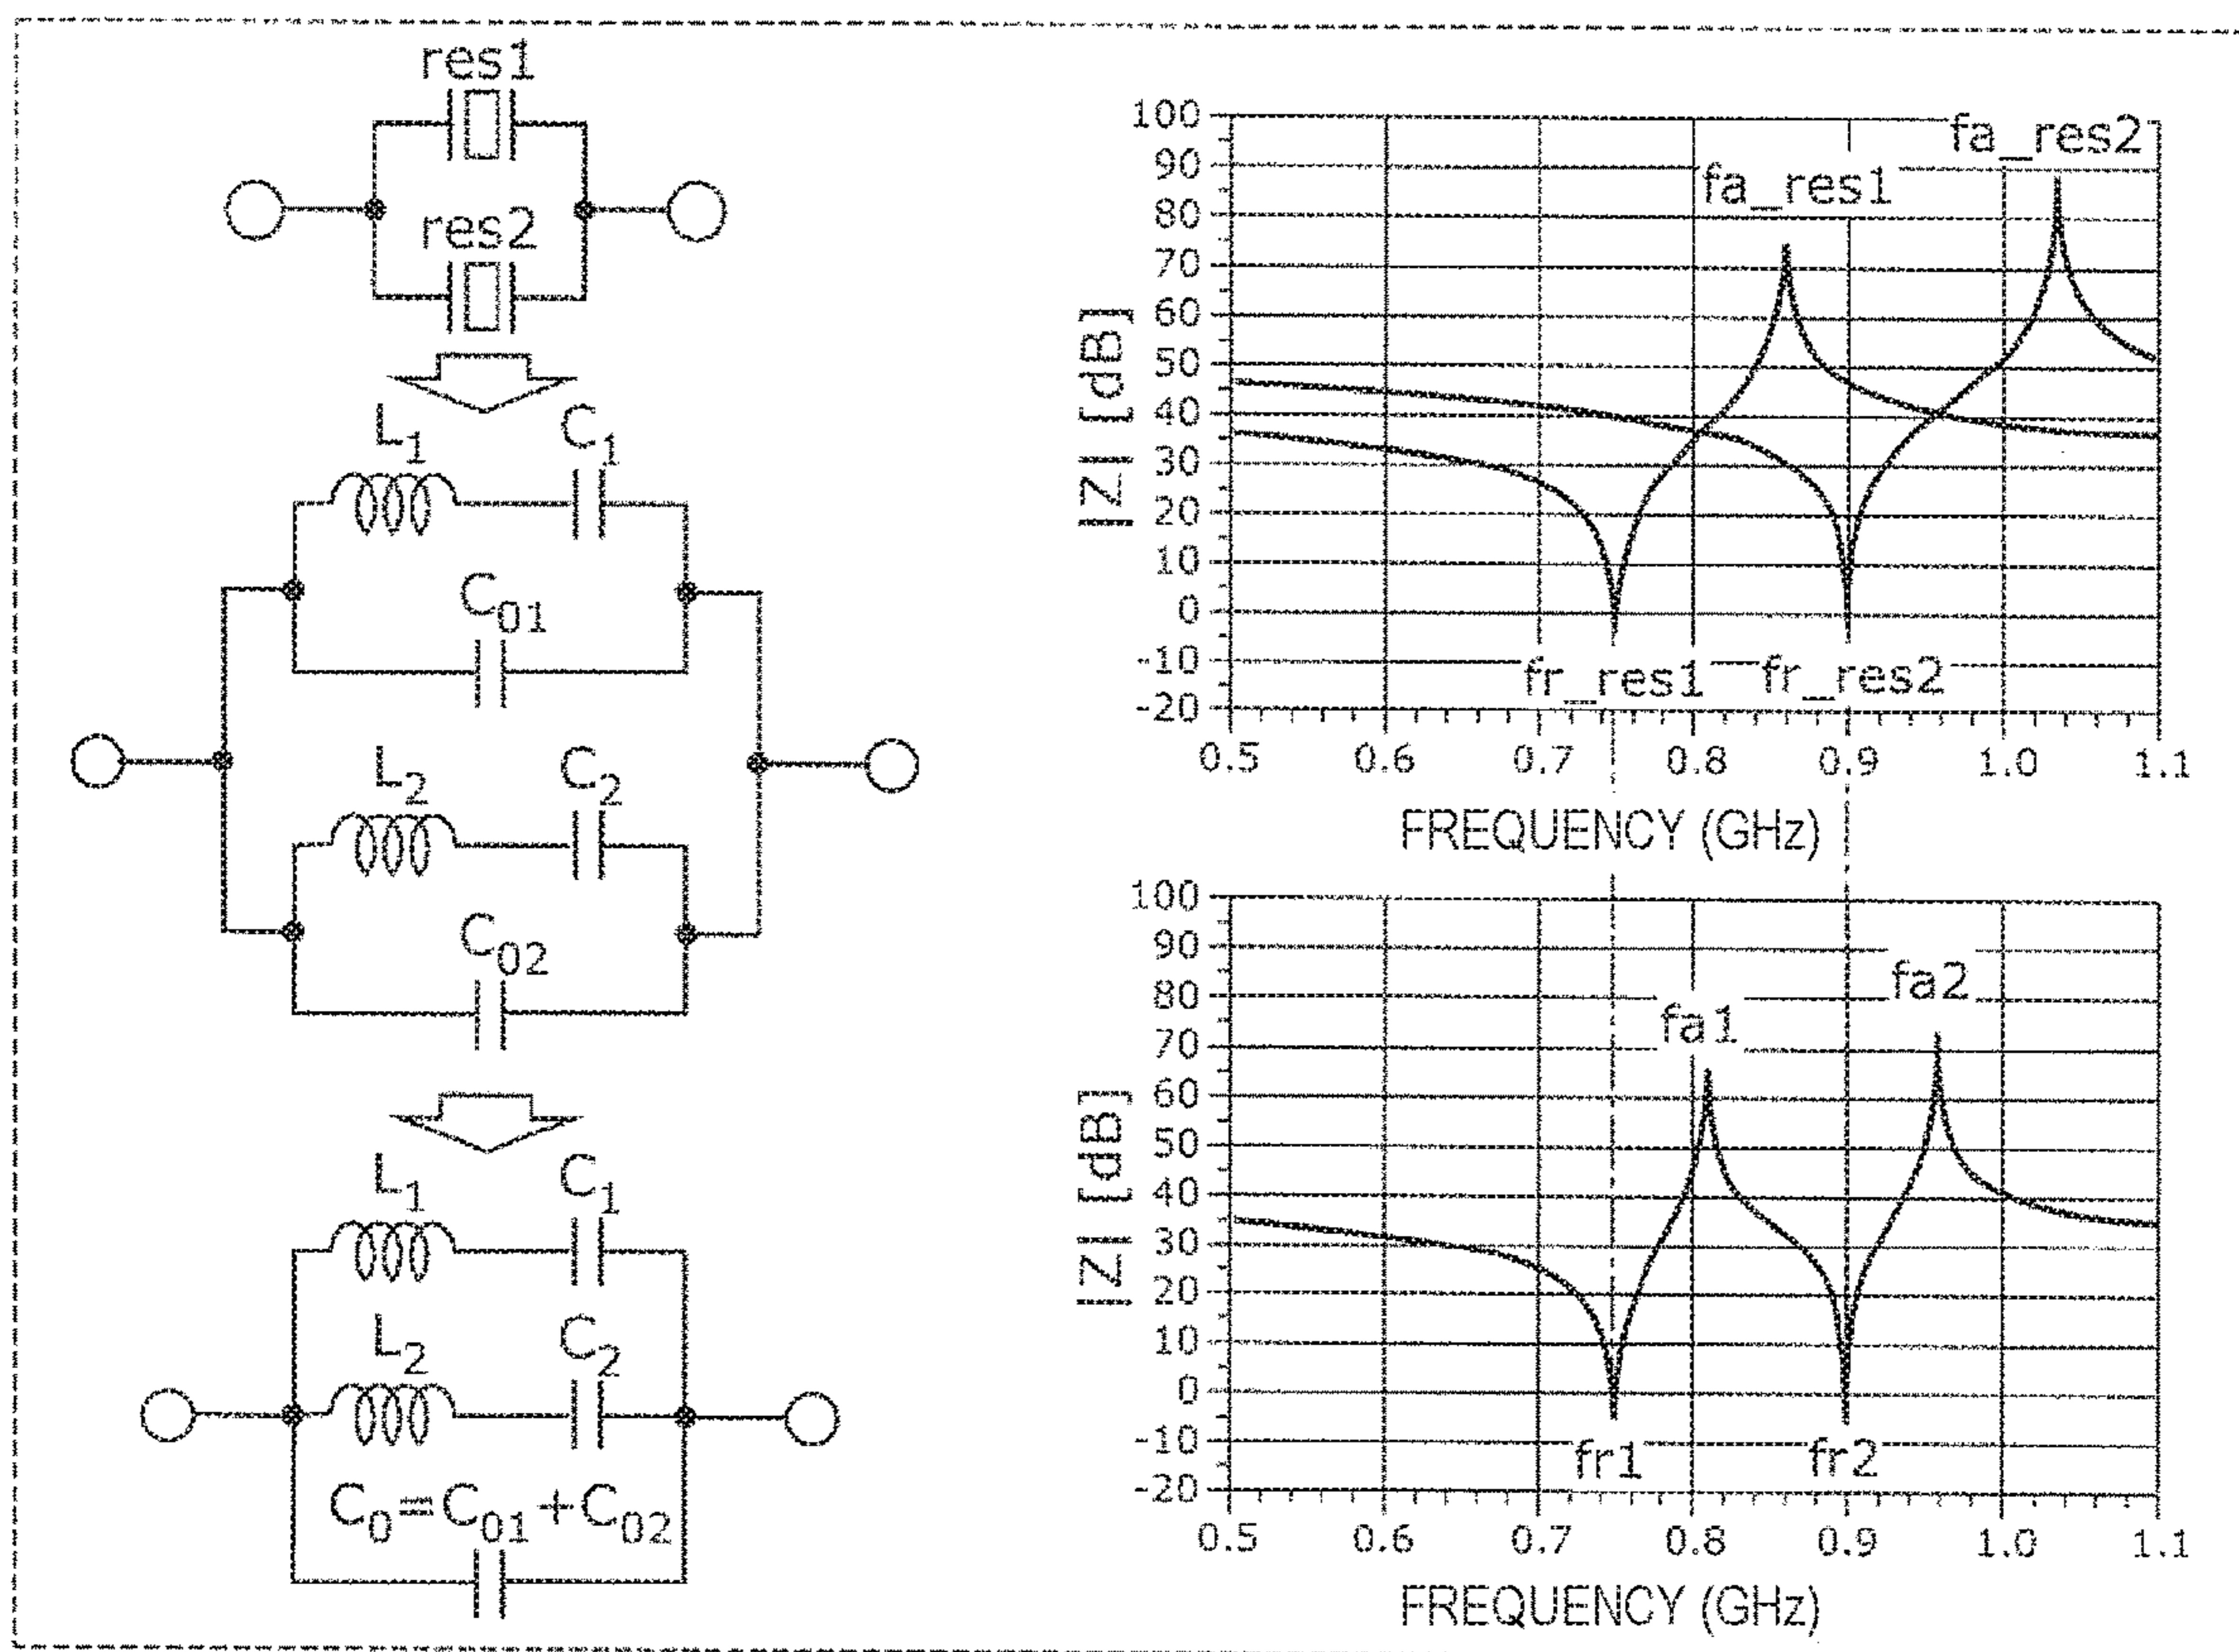 res1
res2
L1
C1
C01
L2
C2
C02
L1
C1
L2
C2
C0=C01+C02
|Z| [dB]
100
90
80
70
60
50
40
30
20
10
0
-10
-20
fa_res1
fa_res2
fr_res1
fr_res2
0.5 0.6 0.7 0.8 0.9 1.0 1.1
FREQUENCY (GHz)
|Z| [dB]
100
90
80
70
60
50
40
30
20
10
0
-10
-20
fa1
fa2
fr1
fr2
0.5 0.6 0.7 0.8 0.9 1.0 1.1
FREQUENCY (GHz)